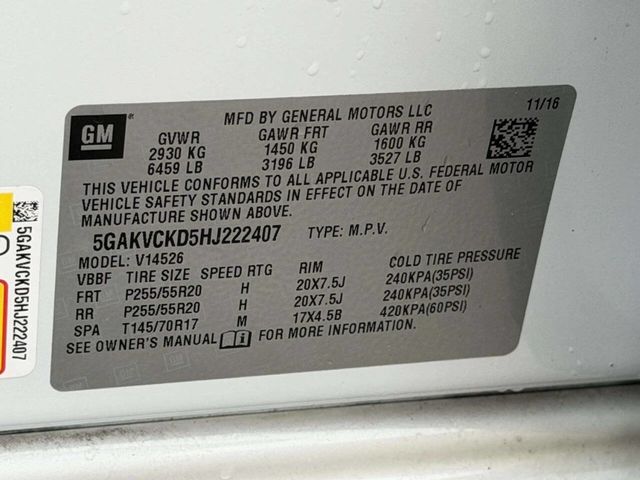 GM
MFD BY GENERAL MOTORS LLC 11/16
GVWR GAWR FRT GAWR RR
2930 KG 1450 KG 1600 KG
6459 LB 3196 LB 3527 LB
THIS VEHICLE CONFORMS TO ALL APPLICABLE U.S. FEDERAL MOTOR
VEHICLE SAFETY STANDARDS IN EFFECT ON THE DATE OF
MANUFACTURE SHOWN ABOVE.
5GAKVCKD5HJ222407 TYPE: M.P.V.
MODEL: V14526
VBBF TIRE SIZE SPEED RTG RIM COLD TIRE PRESSURE
FRT P255/55R20 H 20X7.5J 240KPA(35PSI)
RR P255/55R20 H 20X7.5J 240KPA(35PSI)
SPA T145/70R17 M 17X4.5B 420KPA(60PSI)
SEE OWNER'S MANUAL FOR MORE INFORMATION.
5GAKVCKD5HJ222407